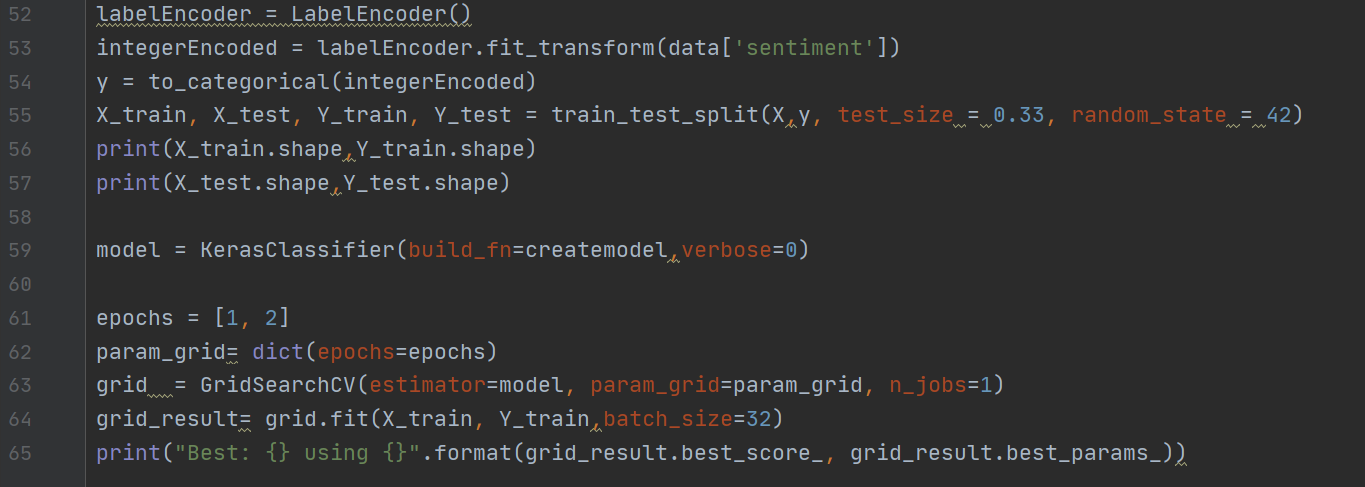 52 labelEncoder = LabelEncoder()
53 integerEncoded = labelEncoder.fit_transform(data['sentiment'])
54 y = to_categorical(integerEncoded)
55 X_train, X_test, Y_train, Y_test = train_test_split(X,y, test_size = 0.33, random_state = 42)
56 print(X_train.shape,Y_train.shape)
57 print(X_test.shape,Y_test.shape)
58
59 model = KerasClassifier(build_fn=createmodel,verbose=0)
60
61 epochs = [1, 2]
62 param_grid= dict(epochs=epochs)
63 grid  = GridSearchCV(estimator=model, param_grid=param_grid, n_jobs=1)
64 grid_result= grid.fit(X_train, Y_train,batch_size=32)
65 print("Best: {} using {}".format(grid_result.best_score_, grid_result.best_params_))